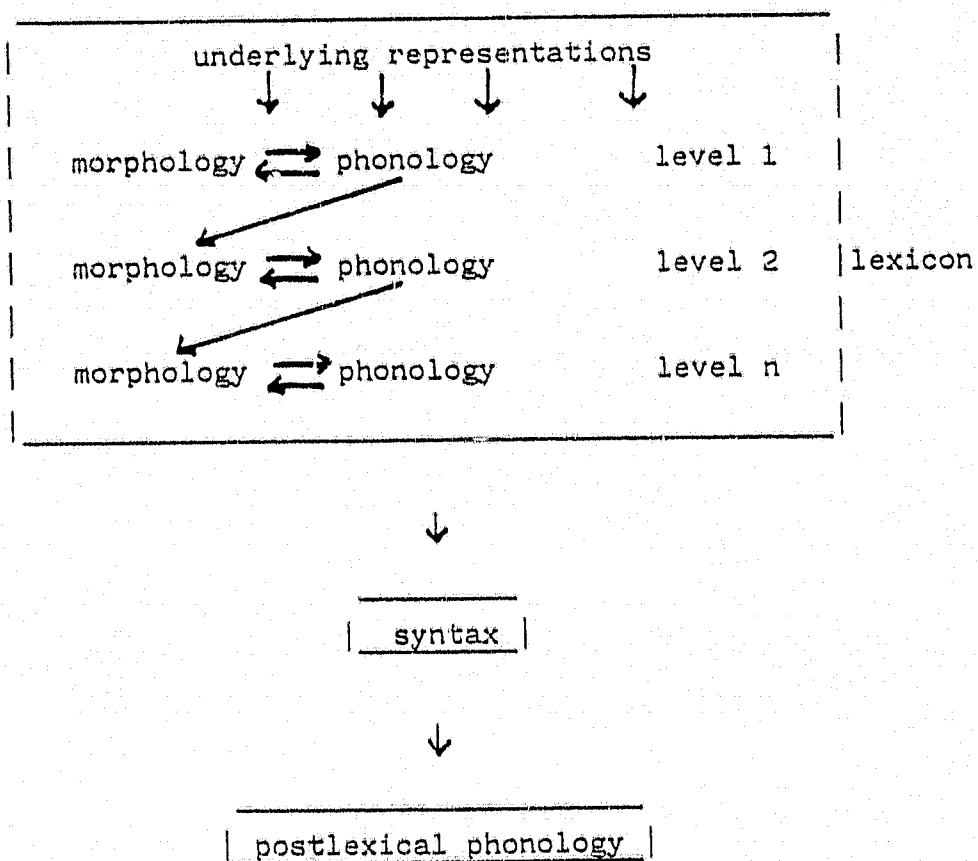 underlying representations
morphology phonology level 1
morphology phonology level 2 lexicon
morphology phonology level n
syntax
postlexical phonology